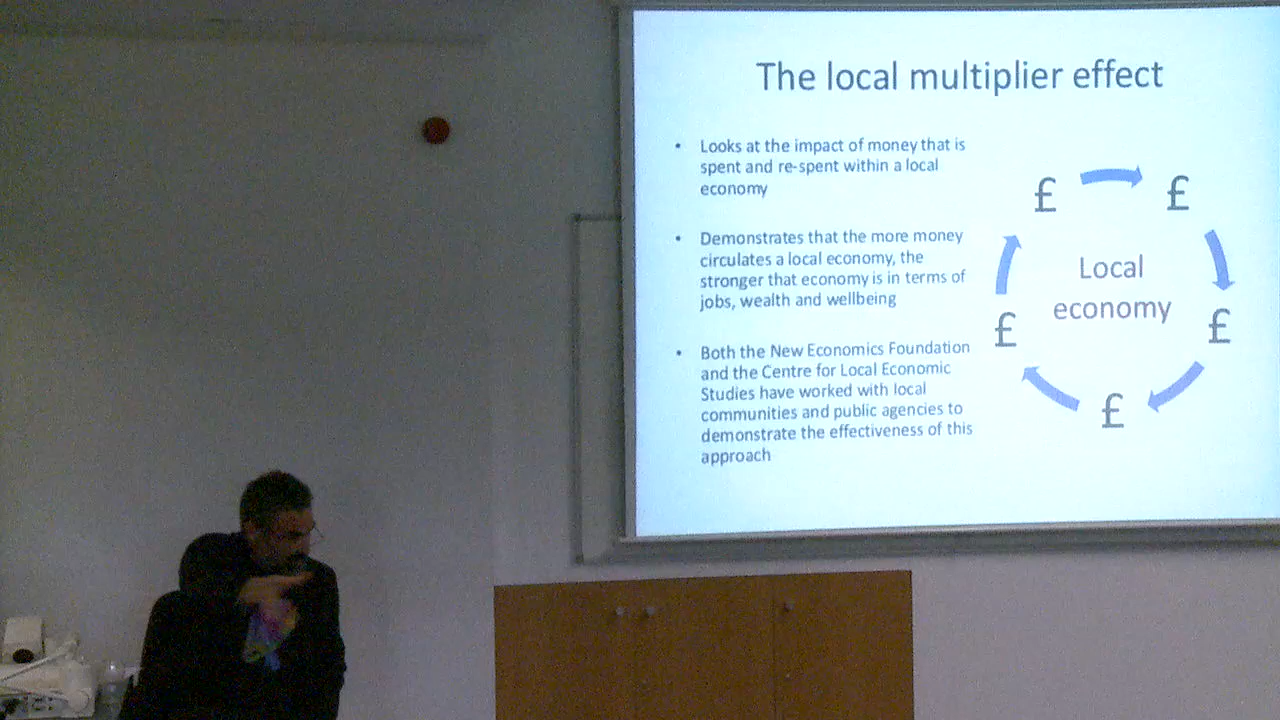 The local multiplier effect
• Looks at the impact of money that is
spent and re-spent within a local
economy
• Demonstrates that the more money
circulates a local economy, the
stronger that economy is in terms of
jobs, wealth and wellbeing
• Both the New Economics Foundation
and the Centre for Local Economic
Studies have worked with local
communities and public agencies to
demonstrate the effectiveness of this
approach
£ £
Local
economy
£ £
£